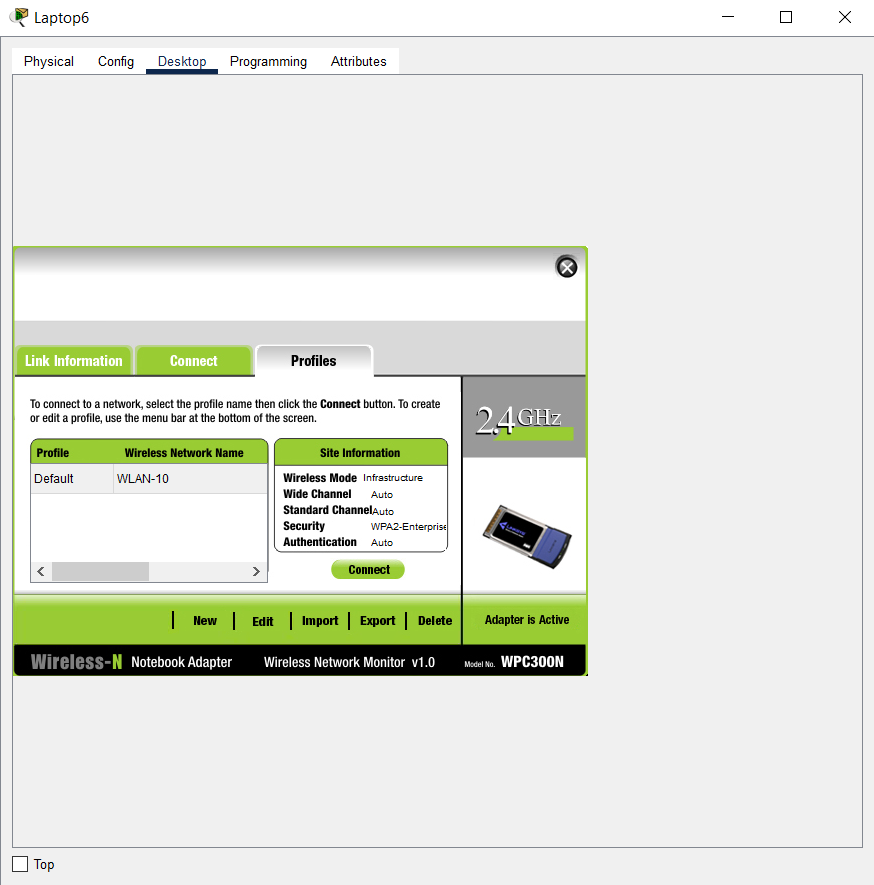 Laptop6
Physical Config Desktop Programming Attributes
Link Information Connect Profiles
To connect to a network, select the profile name then click the Connect button. To create
or edit a profile, use the menu bar at the bottom of the screen.
2.4GHz
Profile Wireless Network Name
Default WLAN-10
Site Information
Wireless Mode Infrastructure
Wide Channel Auto
Standard Channel Auto
Security WPA2-Enterprise
Authentication Auto
Connect
New Edit Import Export Delete Adapter is Active
Wireless-N Notebook Adapter Wireless Network Monitor v1.0 Model No. WPC300N
Top